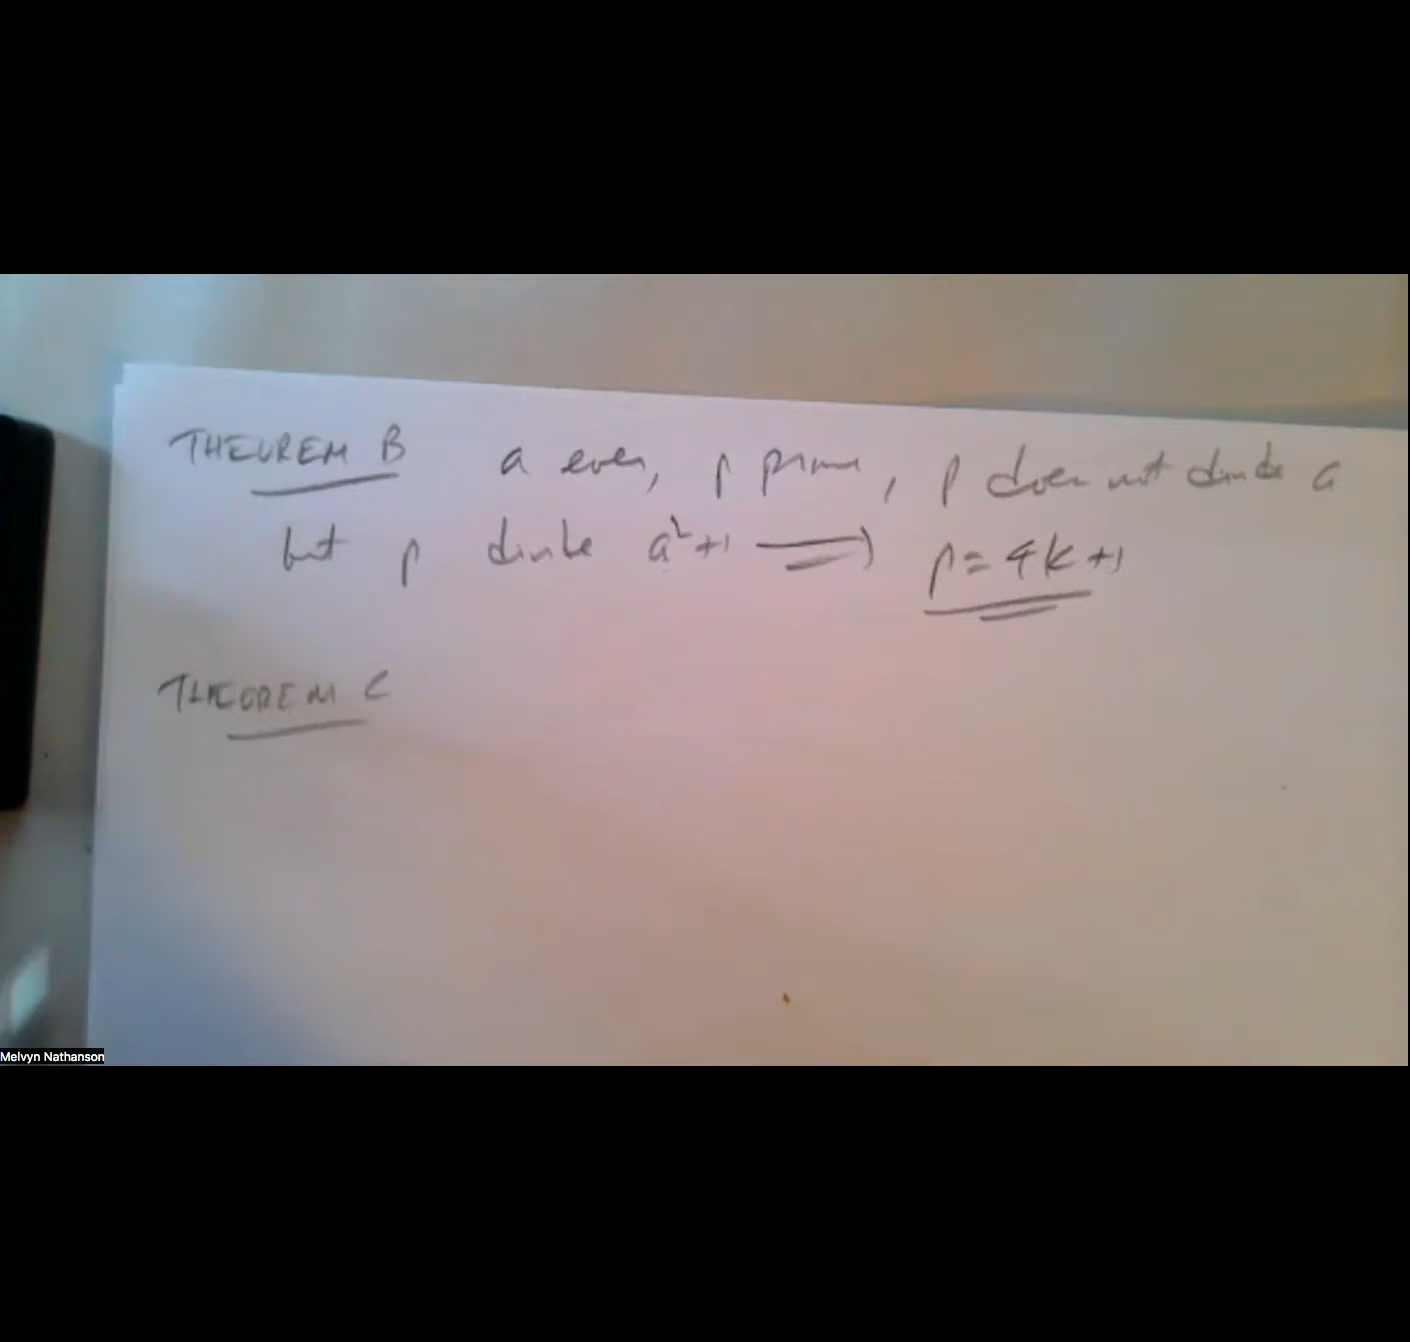 THEOREM B a even, p prime, p does not divide a
but p divides a²+1 ⟹ p = 4k+1
THEOREM C
Melvyn Nathanson